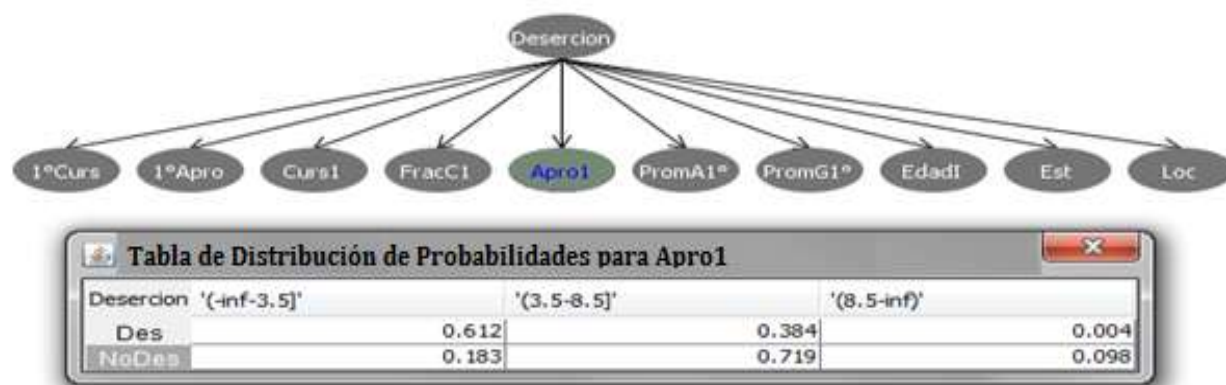 Desercion
1ºCurs 1ºApro Curs1 FracC1 Apro1 PromA1º PromG1º EdadI Est Loc
Tabla de Distribución de Probabilidades para Apro1
Desercion '(-inf-3.5]' '(3.5-8.5]' '(8.5-inf)'
Des 0.612 0.384 0.004
NoDes 0.183 0.719 0.098